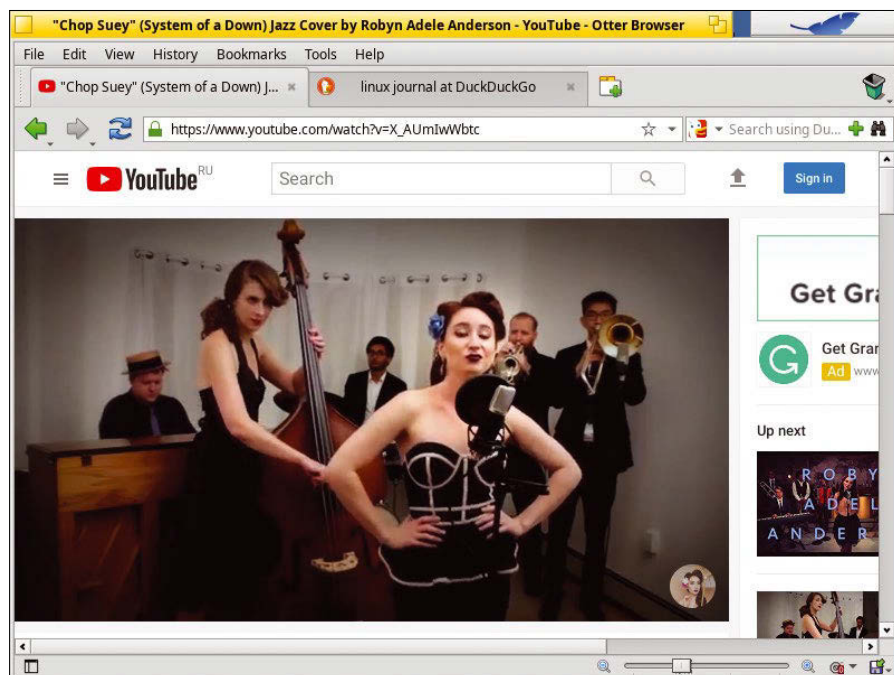 "Chop Suey" (System of a Down) Jazz Cover by Robyn Adele Anderson - YouTube - Otter Browser
File Edit View History Bookmarks Tools Help
"Chop Suey" (System of a Down) J...
linux journal at DuckDuckGo
https://www.youtube.com/watch?v=X_AUmIwWbtc
Search using Du...
YouTube RU
Search
Sign in
Get Gra
Get Gran
Ad www
Up next
ROBY
ADEL
ANDER